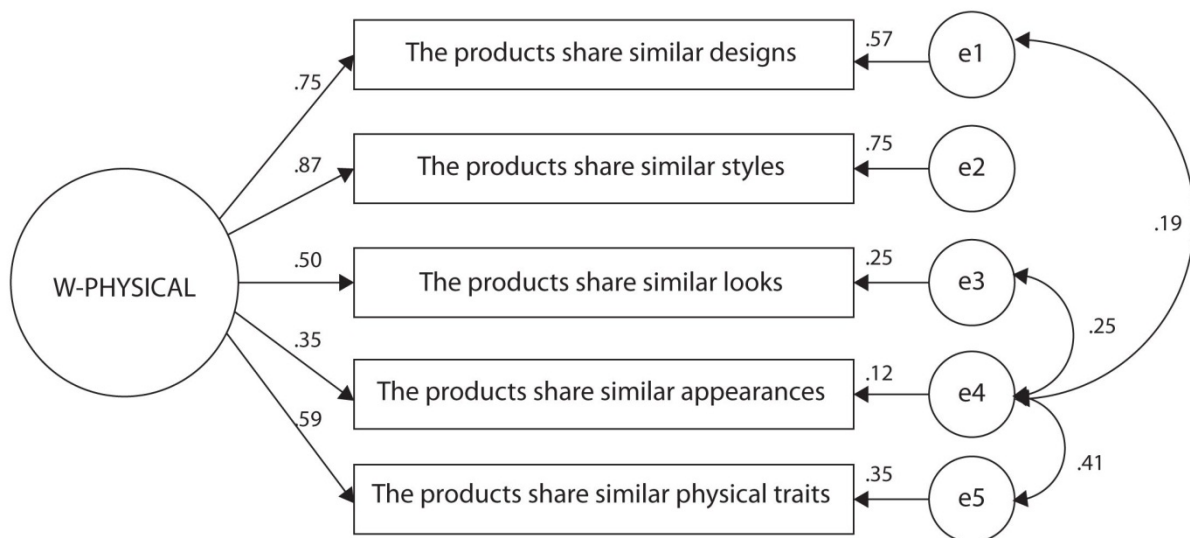 The products share similar designs
.57
e1
.75
The products share similar styles
.75
e2
.87
.19
W-PHYSICAL
.50
The products share similar looks
.25
e3
.25
.35
The products share similar appearances
.12
e4
.59
.41
The products share similar physical traits
.35
e5